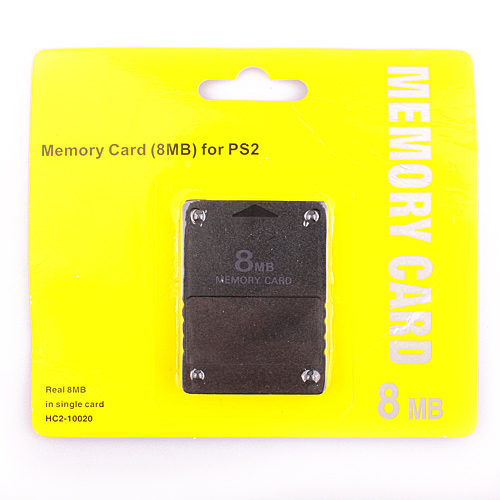 Memory Card (8MB) for PS2
8MB
MEMORY CARD
Real 8MB
in single card
HC2-10020
MEMORY CARD
8 MB